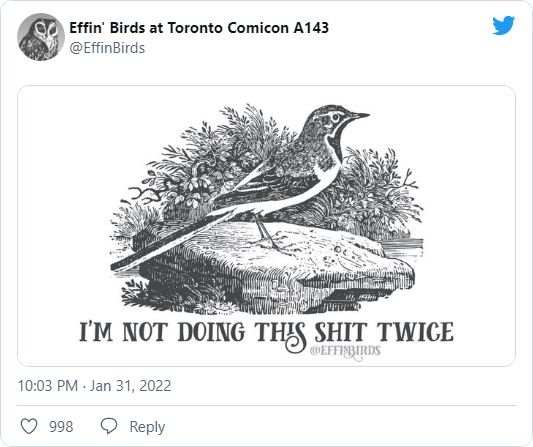 Effin' Birds at Toronto Comicon A143
@EffinBirds
I'M NOT DOING THIS SHIT TWICE
@EFFINBIRDS
10:03 PM · Jan 31, 2022
998 Reply